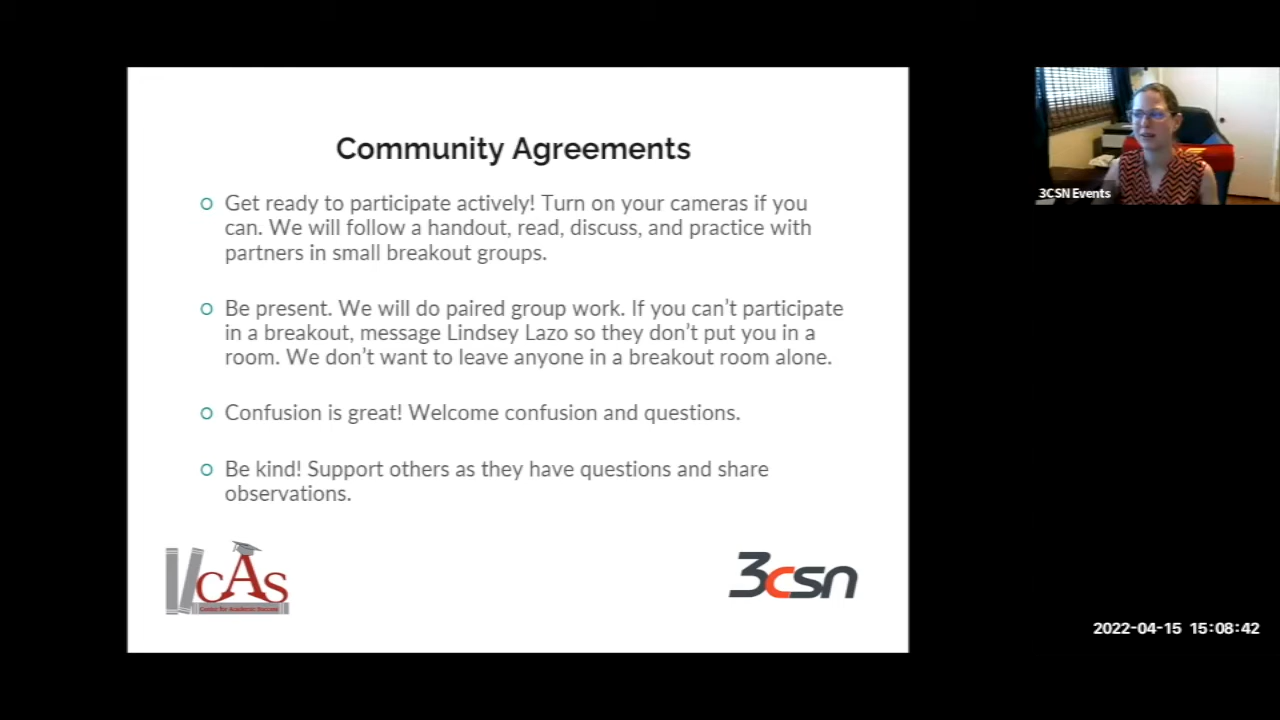 Community Agreements
Get ready to participate actively! Turn on your cameras if you
can. We will follow a handout, read, discuss, and practice with
partners in small breakout groups.
Be present. We will do paired group work. If you can’t participate
in a breakout, message Lindsey Lazo so they don’t put you in a
room. We don’t want to leave anyone in a breakout room alone.
Confusion is great! Welcome confusion and questions.
Be kind! Support others as they have questions and share
observations.
CAS
Center for Academic Success
3csn
3CSN Events
2022-04-15 15:08:42